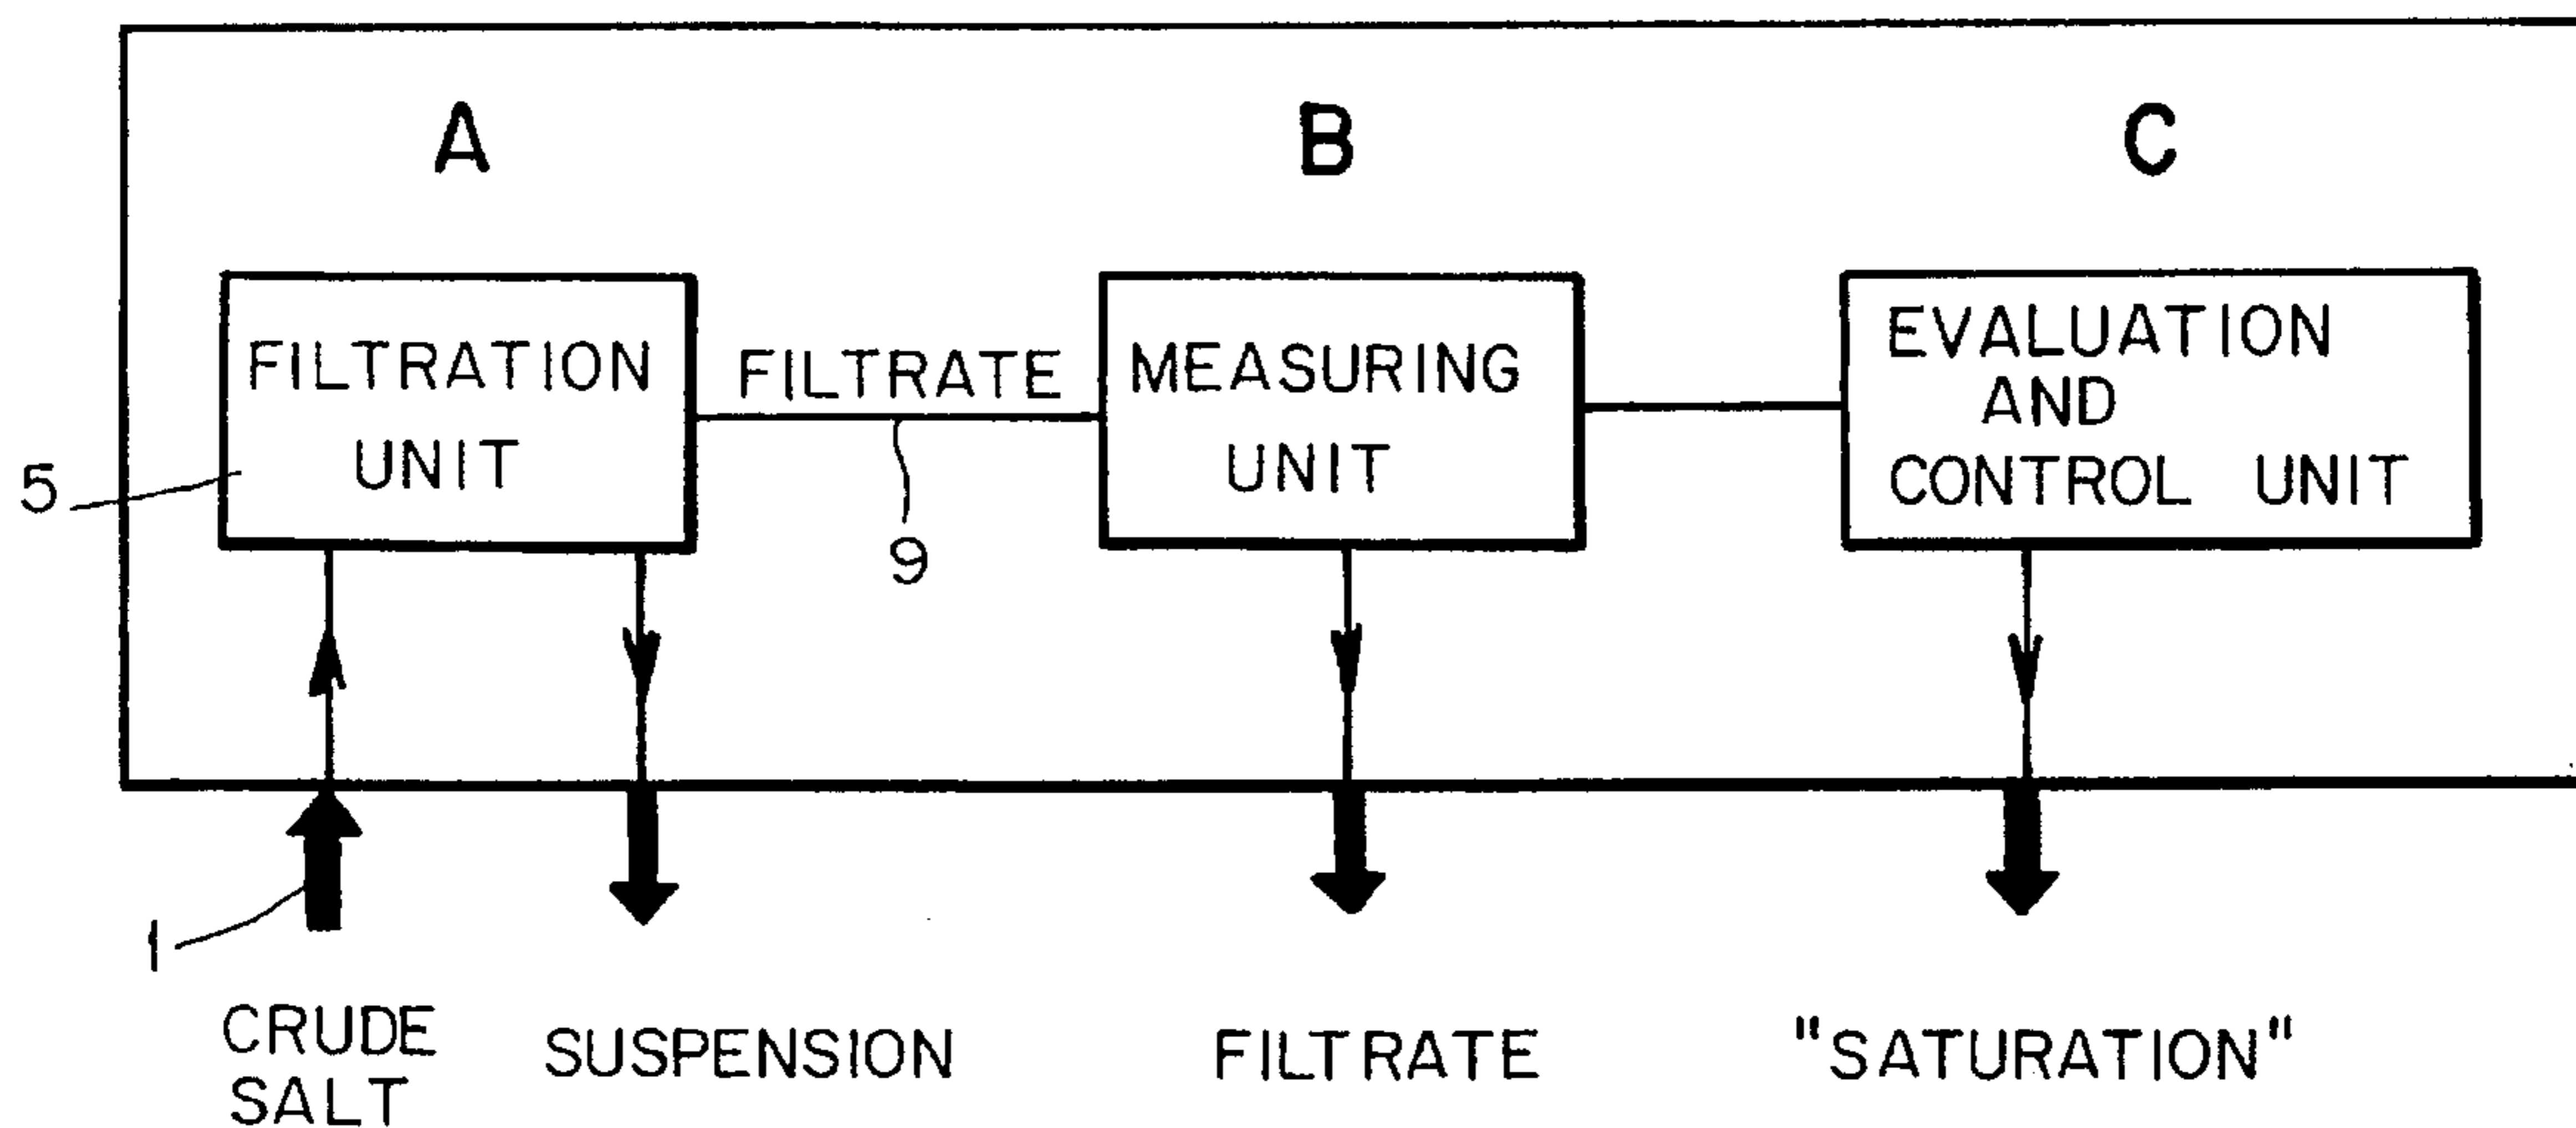 A B C
FILTRATION
UNIT
FILTRATE
MEASURING
UNIT
EVALUATION
AND
CONTROL UNIT
5
9
1
CRUDE
SALT
SUSPENSION
FILTRATE
"SATURATION"